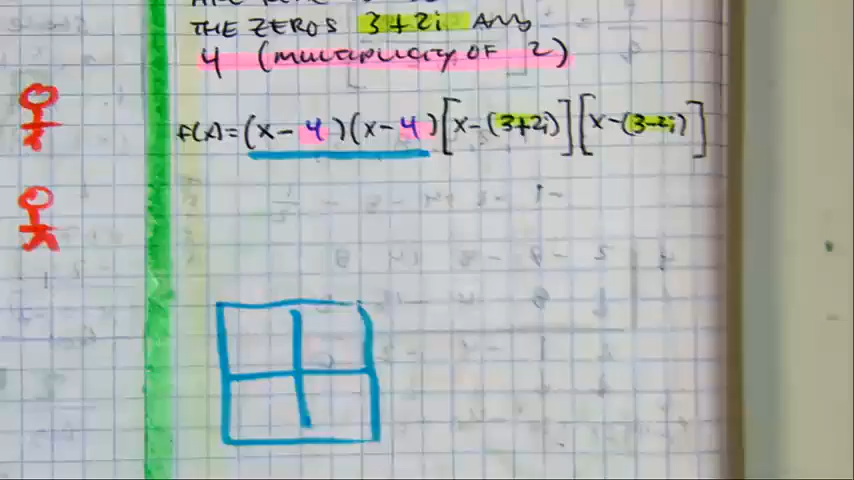 THE ZEROS 3+2i AND
4 (MULTIPLICITY OF 2)
f(x)=(x-4)(x-4)[x-(3+2i)][x-(3-2i)]